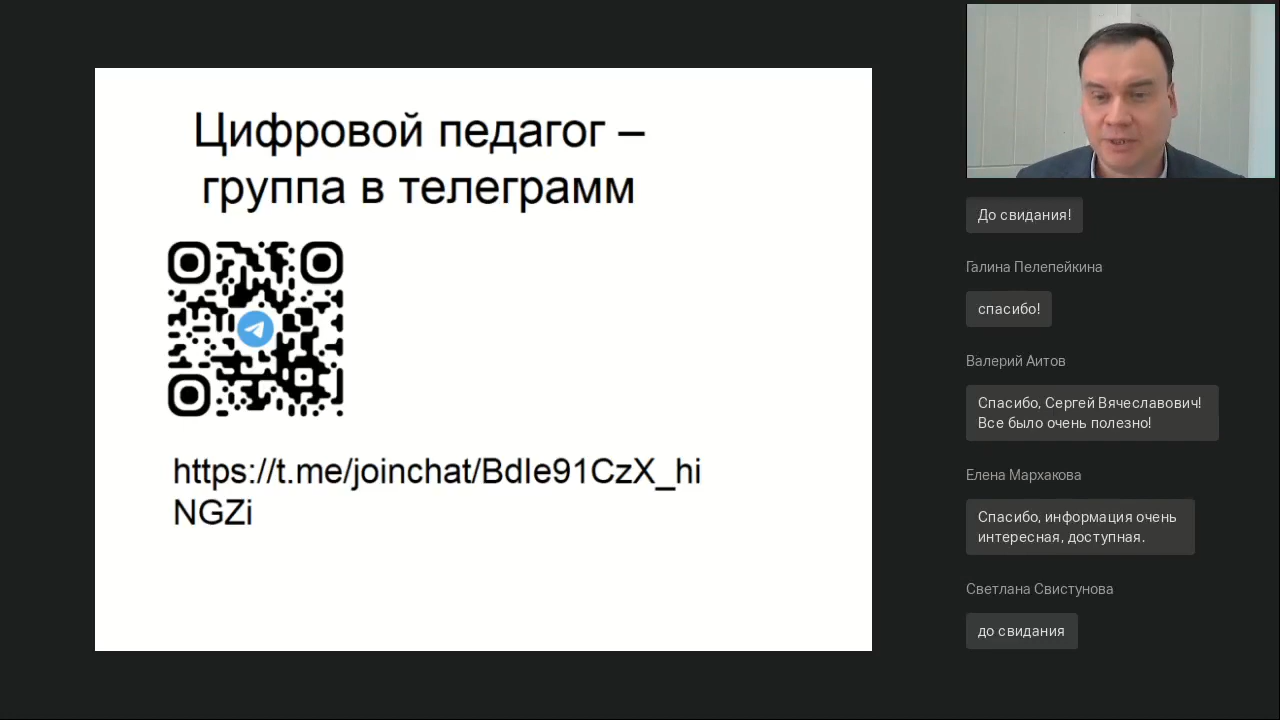 Цифровой педагог –
группа в телеграмм
https://t.me/joinchat/Bdle91CzX_hi
NGZi
До свидания!
Галина Пелепейкина
спасибо!
Валерий Аитов
Спасибо, Сергей Вячеславович!
Все было очень полезно!
Елена Мархакова
Спасибо, информация очень
интересная, доступная.
Светлана Свистунова
до свидания